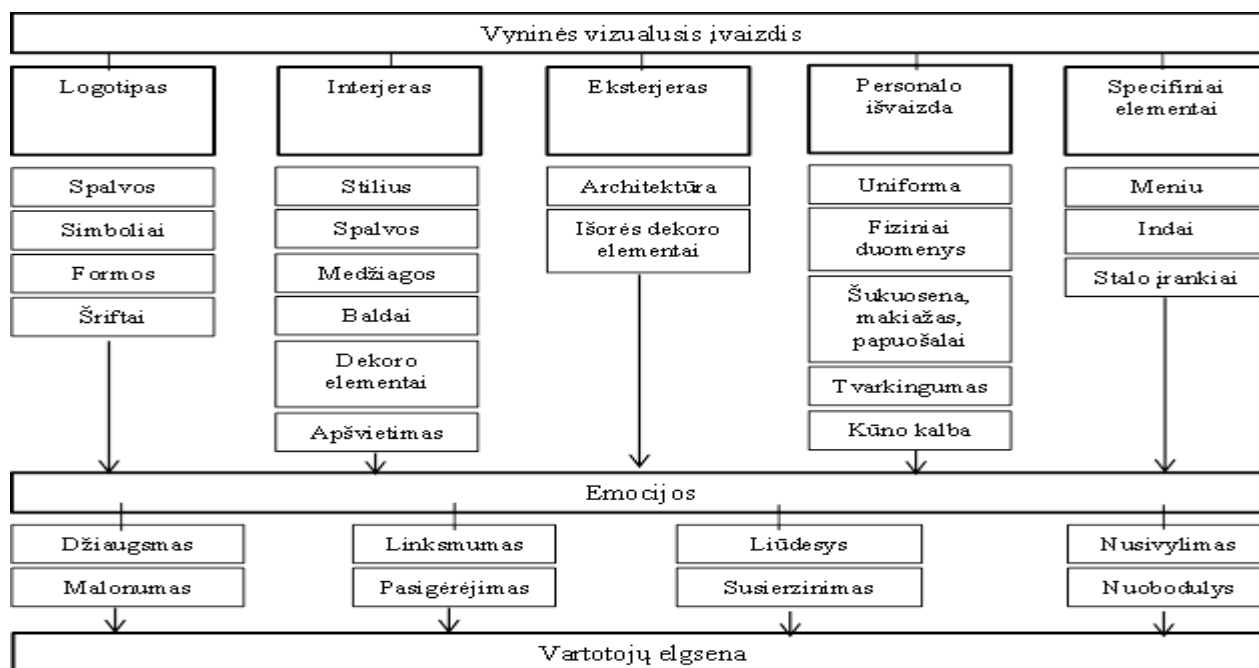 Vyninės vizualusis įvaizdis
Logotipas
Spalvos
Simboliai
Formos
Šriftai
Interjeras
Stilius
Spalvos
Medžiagos
Baldai
Dekoro
elementai
Apšvietimas
Eksterjeras
Architektūra
Išorės dekoro
elementai
Personalo
išvaizda
Uniforma
Fiziniai
duomenys
Šukuosena,
makiažas,
papuošalai
Tvarkingumas
Kūno kalba
Specifiniai
elementai
Meniu
Indai
Stalo įrankiai
Emocijos
Džiaugsmas
Malonumas
Linksmumas
Pasigėrėjimas
Liūdesys
Susierzinimas
Nusivylimas
Nuobodulys
Vartotojų elgsena